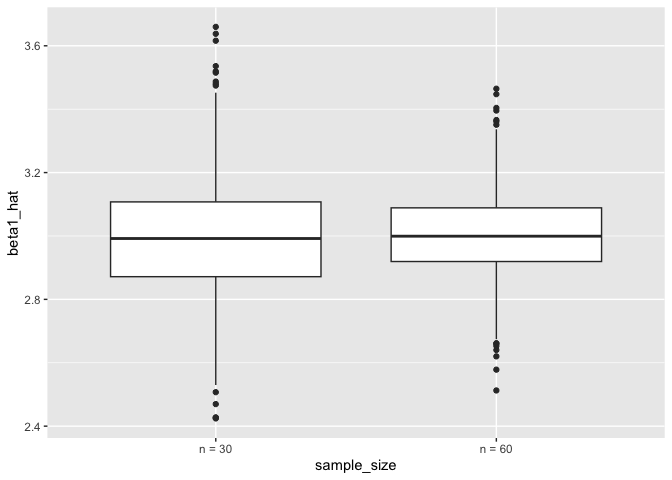 3.6
3.2
2.8
2.4
beta1_hat
n = 30
n = 60
sample_size